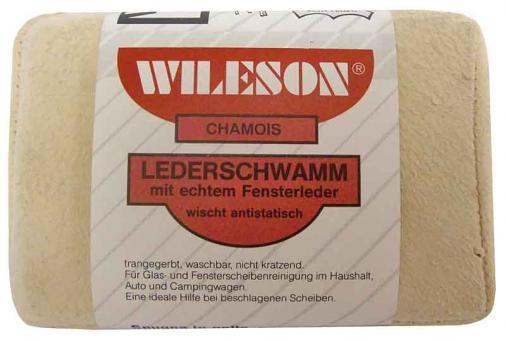 WILESON®
CHAMOIS
LEDERSCHWAMM
mit echtem Fensterleder
wischt antistatisch
trangegerbt, waschbar, nicht kratzend.
Für Glas- und Fensterscheibenreinigung im Haushalt,
Auto und Campingwagen.
Eine ideale Hilfe bei beschlagenen Scheiben.